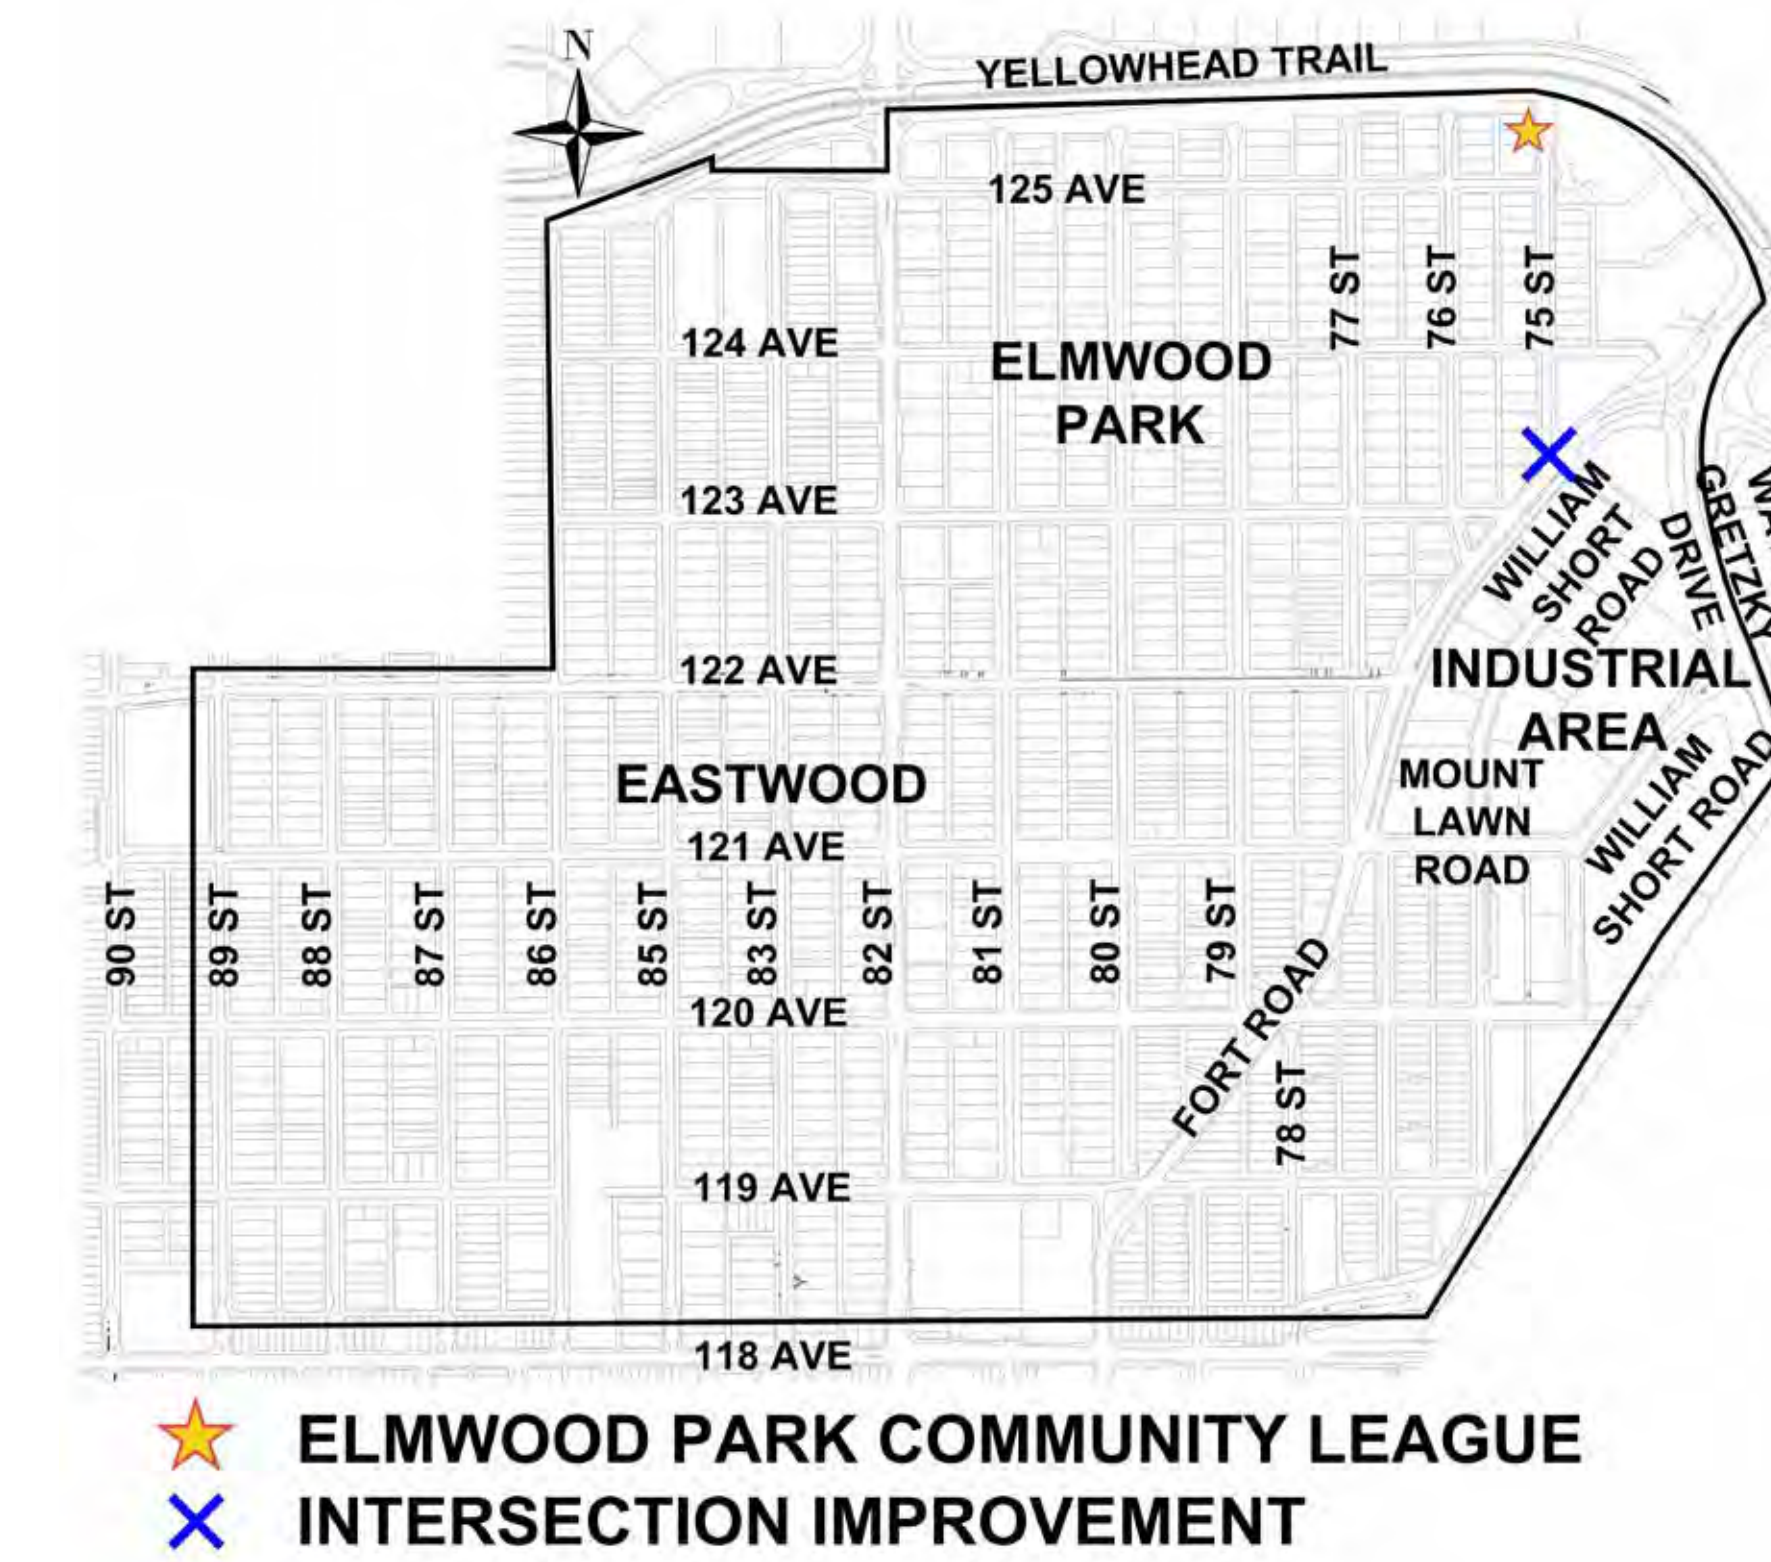 N
YELLOWHEAD TRAIL
125 AVE
77 ST
76 ST
75 ST
124 AVE
ELMWOOD
PARK
123 AVE
WILLIAM
SHORT
ROAD
DRIVE
GRETZKY
122 AVE
INDUSTRIAL
AREA
EASTWOOD
MOUNT
LAWN
ROAD
WILLIAM
SHORT ROAD
121 AVE
90 ST
89 ST
88 ST
87 ST
86 ST
85 ST
83 ST
82 ST
81 ST
80 ST
79 ST
FORT ROAD
120 AVE
78 ST
119 AVE
118 AVE
ELMWOOD PARK COMMUNITY LEAGUE
INTERSECTION IMPROVEMENT